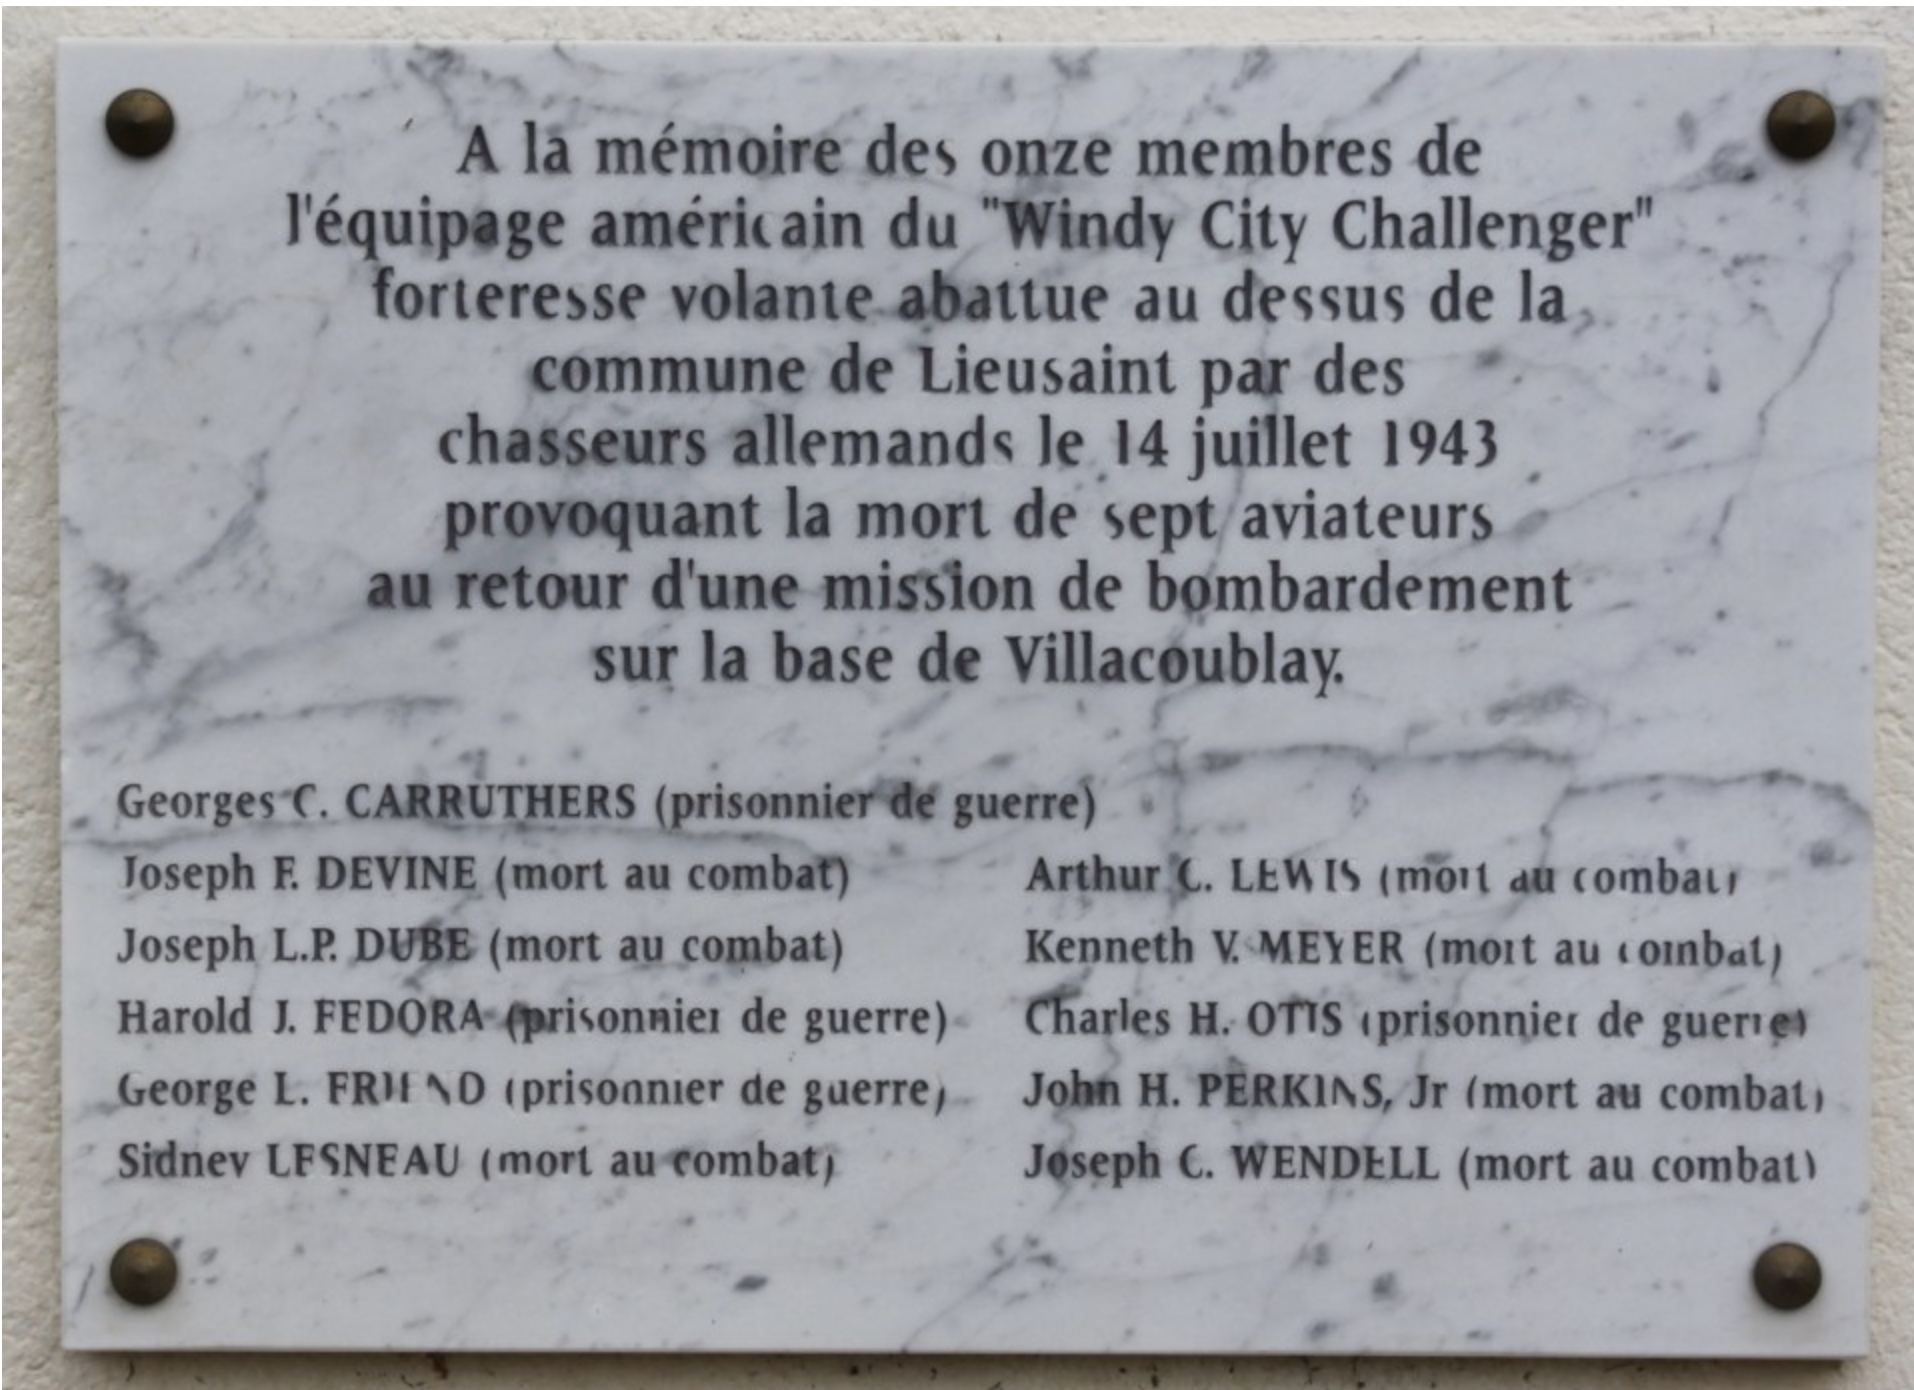 A la mémoire des onze membres de
l'équipage américain du "Windy City Challenger"
forteresse volante abattue au dessus de la
commune de Lieusaint par des
chasseurs allemands le 14 juillet 1943
provoquant la mort de sept aviateurs
au retour d'une mission de bombardement
sur la base de Villacoublay.
Georges C. CARRUTHERS (prisonnier de guerre)
Joseph F. DEVINE (mort au combat)
Joseph L.P. DUBE (mort au combat)
Harold J. FEDORA (prisonnier de guerre)
George L. FRIEND (prisonnier de guerre)
Sidney LESNEAU (mort au combat)
Arthur C. LEWIS (mort au combat)
Kenneth V. MEYER (mort au combat)
Charles H. OTIS (prisonnier de guerre)
John H. PERKINS, Jr (mort au combat)
Joseph C. WENDELL (mort au combat)